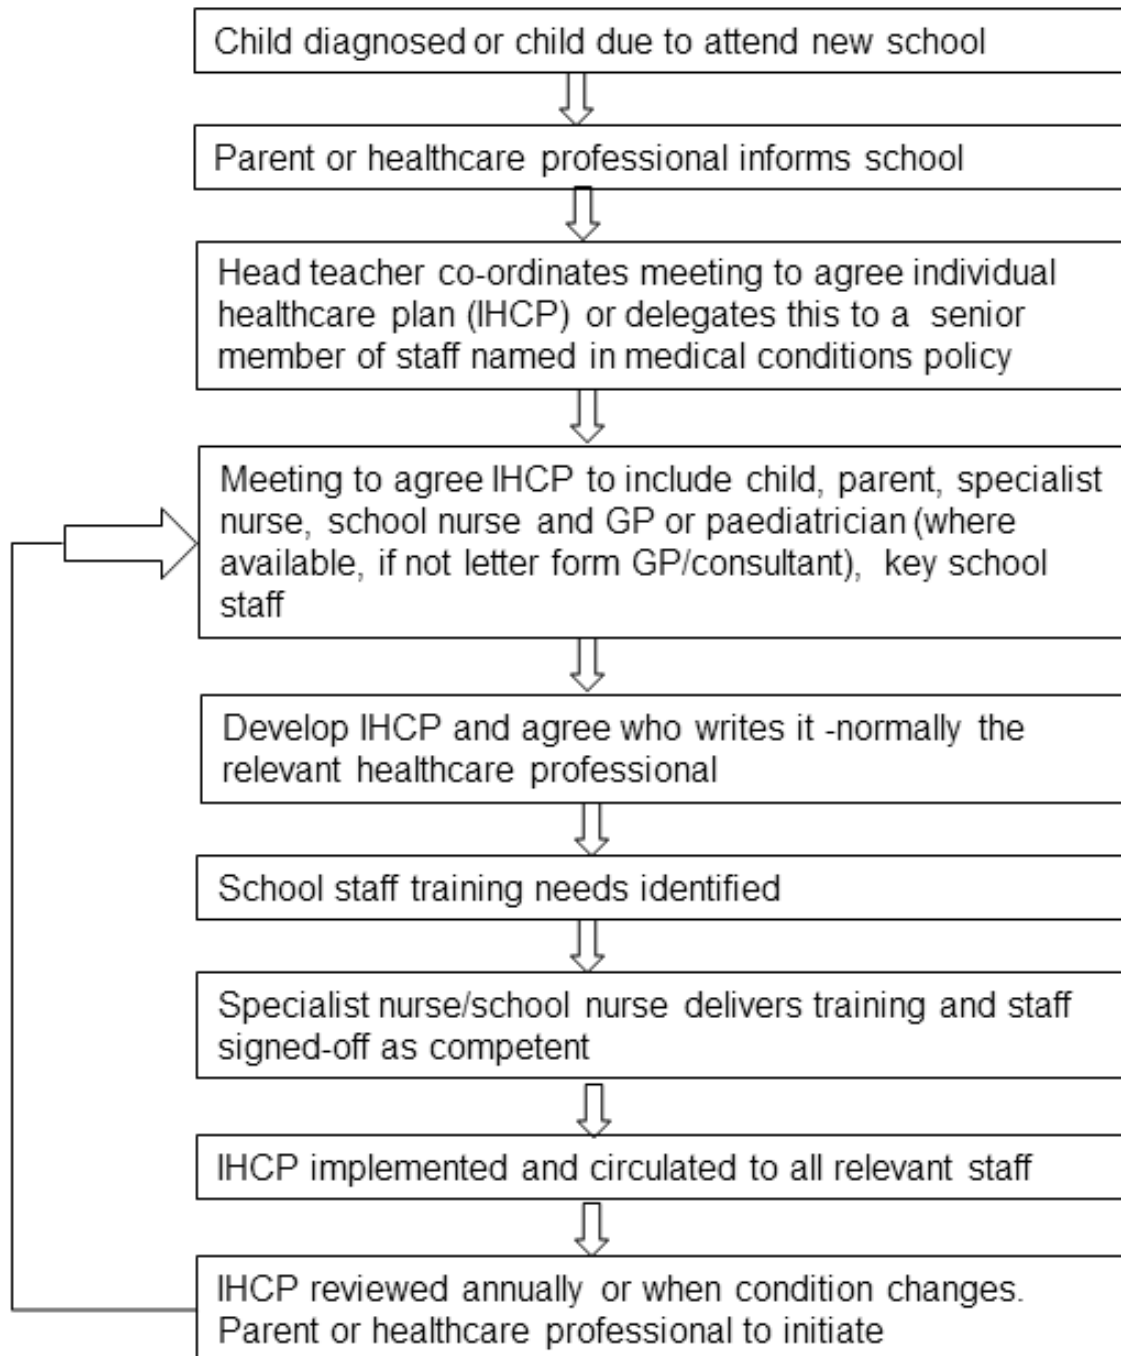 Child diagnosed or child due to attend new school
Parent or healthcare professional informs school
Head teacher co-ordinates meeting to agree individual
healthcare plan (IHCP) or delegates this to a senior
member of staff named in medical conditions policy
Meeting to agree IHCP to include child, parent, specialist
nurse, school nurse and GP or paediatrician (where
available, if not letter form GP/consultant), key school
staff
Develop IHCP and agree who writes it -normally the
relevant healthcare professional
School staff training needs identified
Specialist nurse/school nurse delivers training and staff
signed-off as competent
IHCP implemented and circulated to all relevant staff
IHCP reviewed annually or when condition changes.
Parent or healthcare professional to initiate